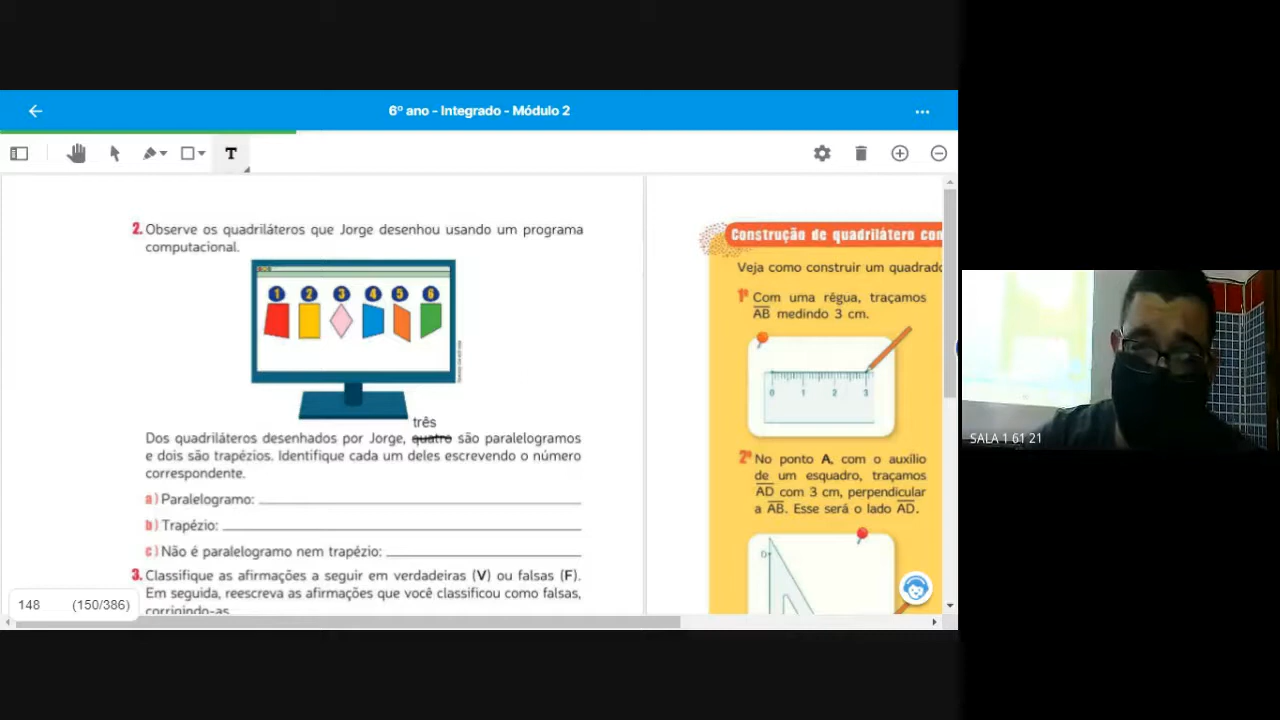 6º ano - Integrado - Módulo 2
T
2. Observe os quadriláteros que Jorge desenhou usando um programa
computacional.
1 2 3 4 5 6
três
Dos quadriláteros desenhados por Jorge, quatro são paralelogramos
e dois são trapézios. Identifique cada um deles escrevendo o número
correspondente.
a) Paralelogramo:
b) Trapézio:
c) Não é paralelogramo nem trapézio:
3. Classifique as afirmações a seguir em verdadeiras (V) ou falsas (F).
Em seguida, reescreva as afirmações que você classificou como falsas,
corrigindo-as.
148 (150/386)
Construção de quadrilátero com
Veja como construir um quadrado
1º Com uma régua, traçamos
AB medindo 3 cm.
0 1 2 3
2º No ponto A, com o auxílio
de um esquadro, traçamos
AD com 3 cm, perpendicular
a AB. Esse será o lado AD.
0
SALA 1 61 21